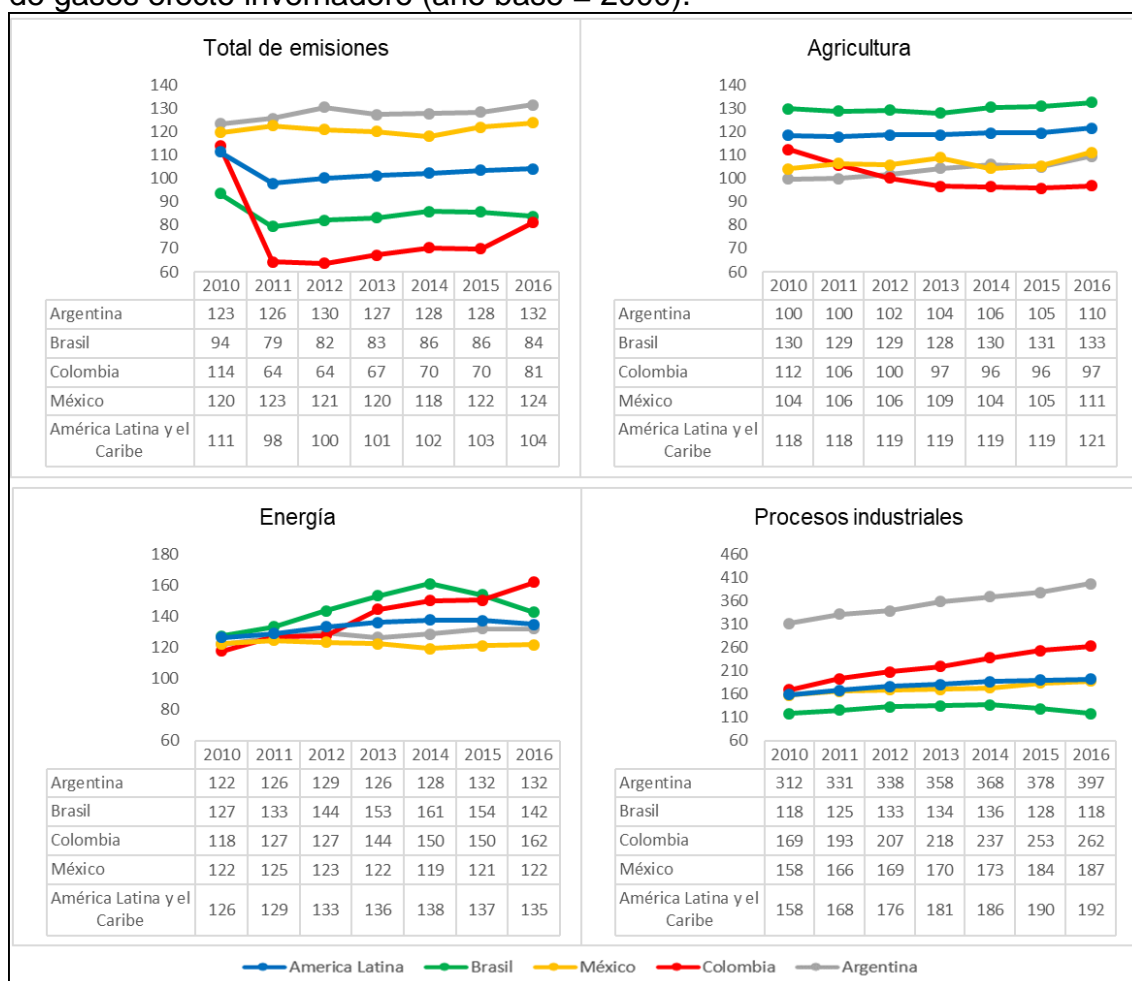 de gases efecto invernadero (año base = 2000).
Total de emisiones
140
130
120
110
100
90
80
70
60
2010 2011 2012 2013 2014 2015 2016
Argentina 123 126 130 127 128 128 132
Brasil 94 79 82 83 86 86 84
Colombia 114 64 64 67 70 70 81
México 120 123 121 120 118 122 124
América Latina y el
Caribe 111 98 100 101 102 103 104
Agricultura
140
130
120
110
100
90
80
70
60
2010 2011 2012 2013 2014 2015 2016
Argentina 100 100 102 104 106 105 110
Brasil 130 129 129 128 130 131 133
Colombia 112 106 100 97 96 96 97
México 104 106 106 109 104 105 111
América Latina y el
Caribe 118 118 119 119 119 119 121
Energía
180
160
140
120
100
80
60
2010 2011 2012 2013 2014 2015 2016
Argentina 122 126 129 126 128 132 132
Brasil 127 133 144 153 161 154 142
Colombia 118 127 127 144 150 150 162
México 122 125 123 122 119 121 122
América Latina y el
Caribe 126 129 133 136 138 137 135
Procesos industriales
460
410
360
310
260
210
160
110
60
2010 2011 2012 2013 2014 2015 2016
Argentina 312 331 338 358 368 378 397
Brasil 118 125 133 134 136 128 118
Colombia 169 193 207 218 237 253 262
México 158 166 169 170 173 184 187
América Latina y el
Caribe 158 168 176 181 186 190 192
America Latina Brasil México Colombia Argentina